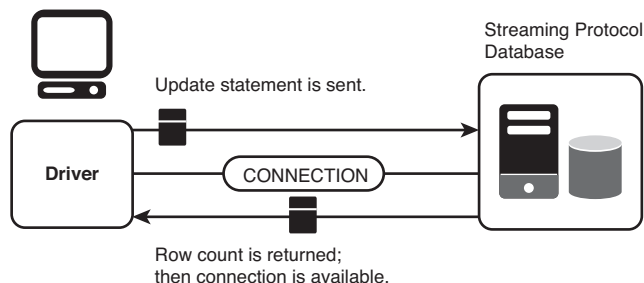 Streaming Protocol
Database
Update statement is sent.
Driver
CONNECTION
Row count is returned;
then connection is available.